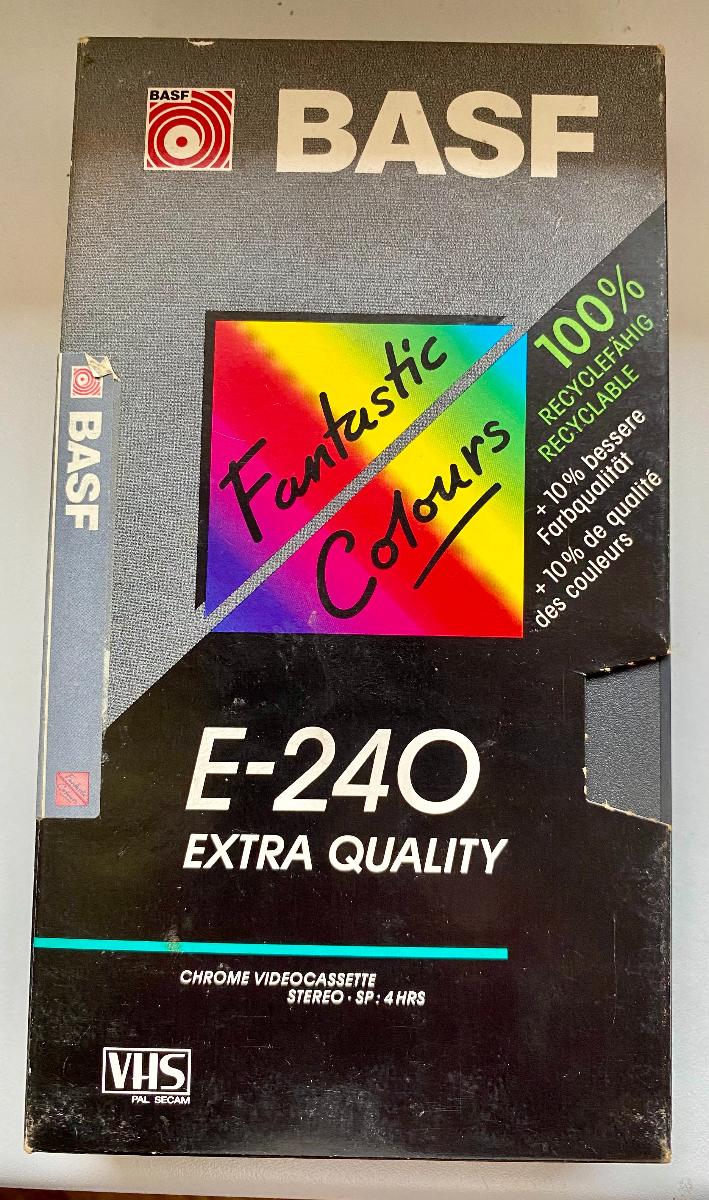 BASF
BASF
Fantastic
Colours
100%
RECYCLEFÄHIG
RECYCLABLE
+ 10% bessere
Farbqualität
+ 10% de qualité
des couleurs
BASF
E-240
EXTRA QUALITY
CHROME VIDEOCASSETTE
STEREO · SP: 4 HRS
VHS
PAL SECAM